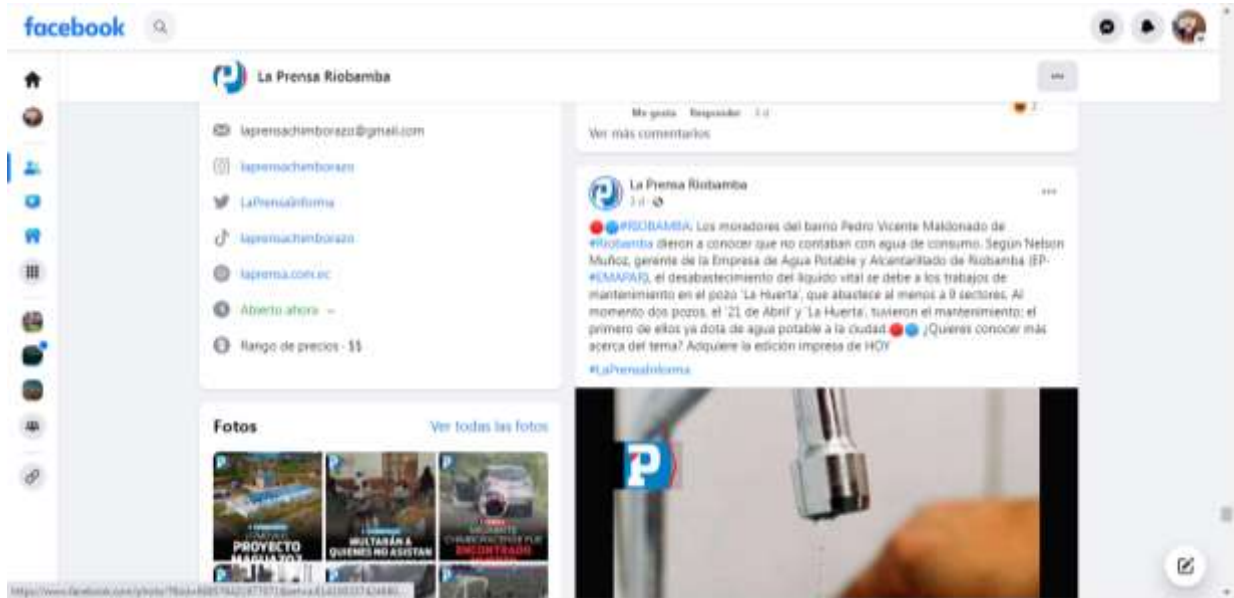 facebook
La Prensa Riobamba
laprensachimborazo@gmail.com
laprensachimborazo
LaPrensaInforma
laprensachimborazo
laprensa.com.ec
Abierto ahora
Rango de precios · $$
Fotos
Ver todas las fotos
PROYECTO
MAGUAZO?
MULTARÁN A
QUIENES NO ASISTAN
ENCONTRADO
Me gusta Responder 3 d
2
Ver más comentarios
La Prensa Riobamba
3 d
#RIOBAMBA: Los moradores del barrio Pedro Vicente Maldonado de
#Riobamba dieron a conocer que no contaban con agua de consumo. Según Nelson
Muñoz, gerente de la Empresa de Agua Potable y Alcantarillado de Riobamba (EP-
#EMAPAR), el desabastecimiento del líquido vital se debe a los trabajos de
mantenimiento en el pozo 'La Huerta', que abastece al menos a 9 sectores. Al
momento dos pozos, el '21 de Abril' y 'La Huerta', tuvieron el mantenimiento; el
primero de ellos ya dota de agua potable a la ciudad ¿Quieres conocer más
acerca del tema? Adquiere la edición impresa de HOY
#LaPrensaInforma
P